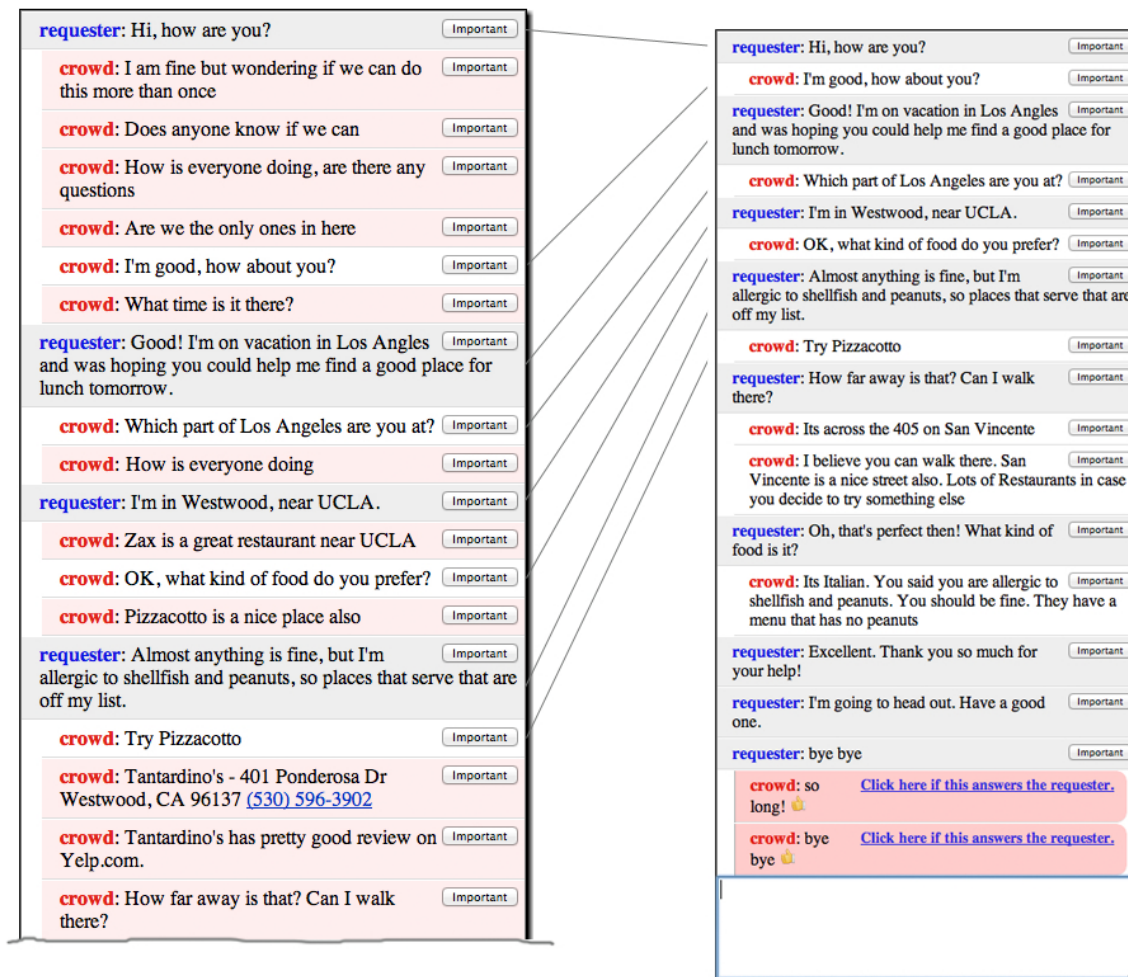 requester: Hi, how are you? Important
crowd: I am fine but wondering if we can do Important
this more than once
crowd: Does anyone know if we can Important
crowd: How is everyone doing, are there any Important
questions
crowd: Are we the only ones in here Important
crowd: I'm good, how about you? Important
crowd: What time is it there? Important
requester: Good! I'm on vacation in Los Angles Important
and was hoping you could help me find a good place for
lunch tomorrow.
crowd: Which part of Los Angeles are you at? Important
crowd: How is everyone doing Important
requester: I'm in Westwood, near UCLA. Important
crowd: Zax is a great restaurant near UCLA Important
crowd: OK, what kind of food do you prefer? Important
crowd: Pizzacotto is a nice place also Important
requester: Almost anything is fine, but I'm Important
allergic to shellfish and peanuts, so places that serve that are
off my list.
crowd: Try Pizzacotto Important
crowd: Tantardino's - 401 Ponderosa Dr Important
Westwood, CA 96137 (530) 596-3902
crowd: Tantardino's has pretty good review on Important
Yelp.com.
crowd: How far away is that? Can I walk Important
there?
requester: Hi, how are you? Important
crowd: I'm good, how about you? Important
requester: Good! I'm on vacation in Los Angles Important
and was hoping you could help me find a good place for
lunch tomorrow.
crowd: Which part of Los Angeles are you at? Important
requester: I'm in Westwood, near UCLA. Important
crowd: OK, what kind of food do you prefer? Important
requester: Almost anything is fine, but I'm Important
allergic to shellfish and peanuts, so places that serve that are
off my list.
crowd: Try Pizzacotto Important
requester: How far away is that? Can I walk Important
there?
crowd: Its across the 405 on San Vincente Important
crowd: I believe you can walk there. San Important
Vincente is a nice street also. Lots of Restaurants in case
you decide to try something else
requester: Oh, that's perfect then! What kind of Important
food is it?
crowd: Its Italian. You said you are allergic to Important
shellfish and peanuts. You should be fine. They have a
menu that has no peanuts
requester: Excellent. Thank you so much for Important
your help!
requester: I'm going to head out. Have a good Important
one.
requester: bye bye Important
crowd: so Click here if this answers the requester.
long!
crowd: bye Click here if this answers the requester.
bye